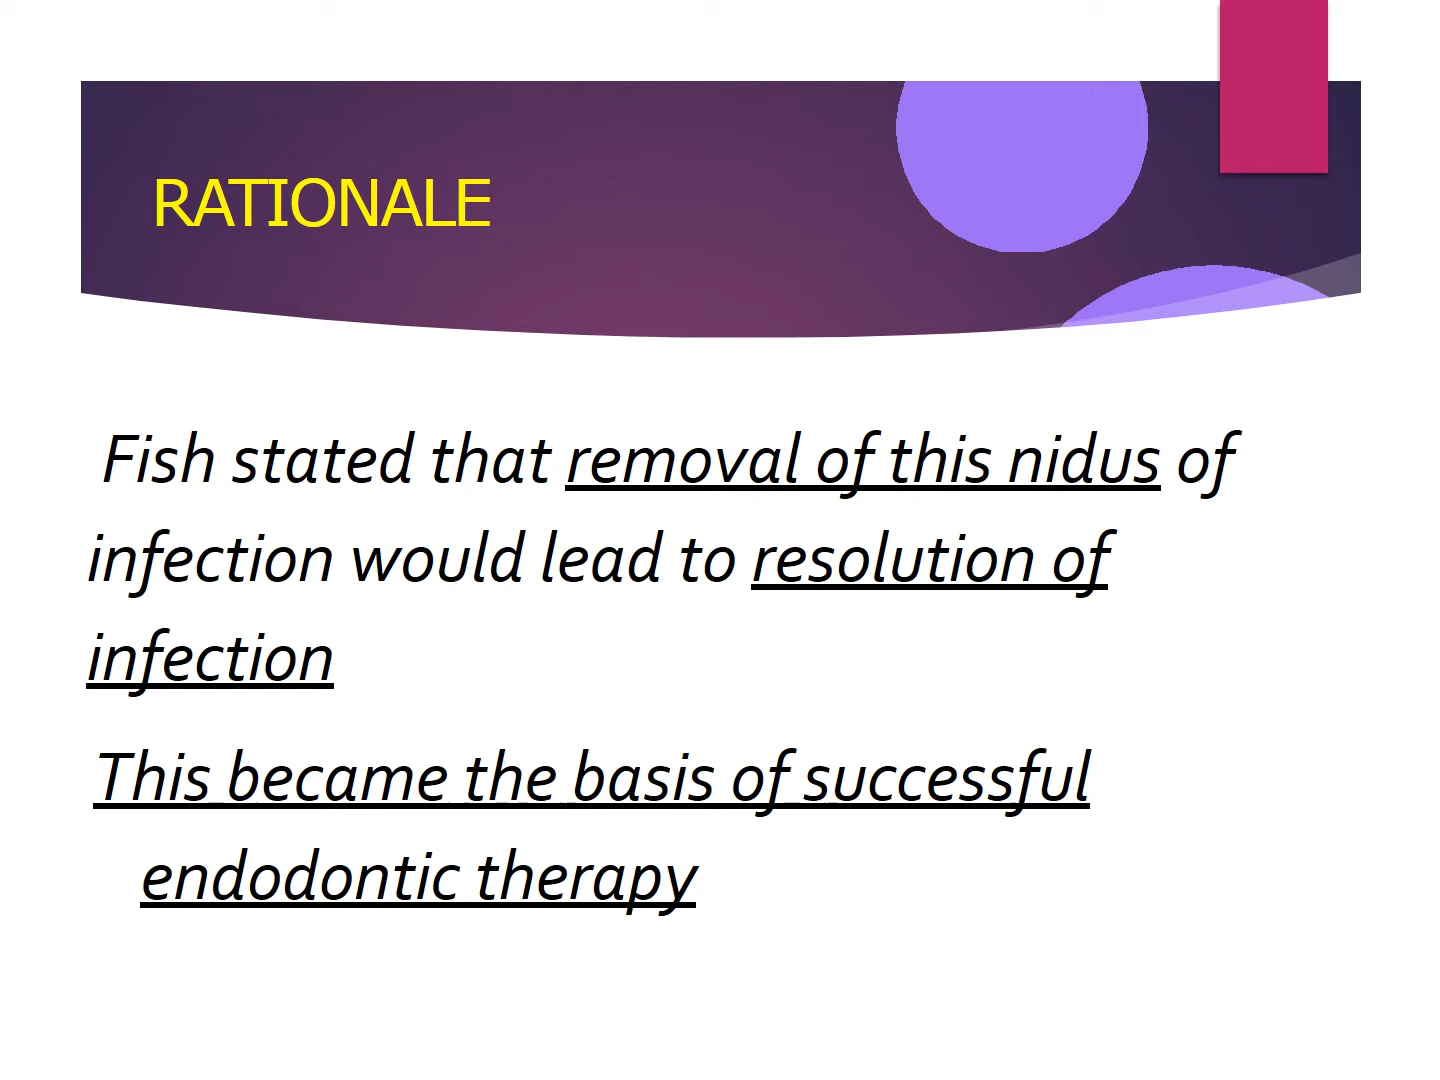 RATIONALE
Fish stated that removal of this nidus of
infection would lead to resolution of
infection
This became the basis of successful
endodontic therapy